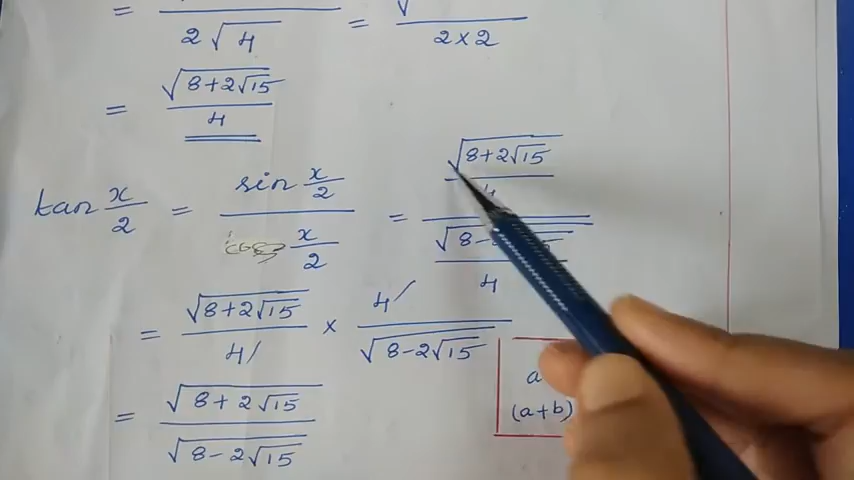 = 2√4 = √ 2×2
= √(8+2√15) / 4
tan x/2 = sin x/2 / cos x/2 = (√(8+2√15) / 4) / (√(8- / 4)
= √(8+2√15) / 4 × 4 / √(8-2√15)
a
(a+b)
= √(8+2√15) / √(8-2√15)